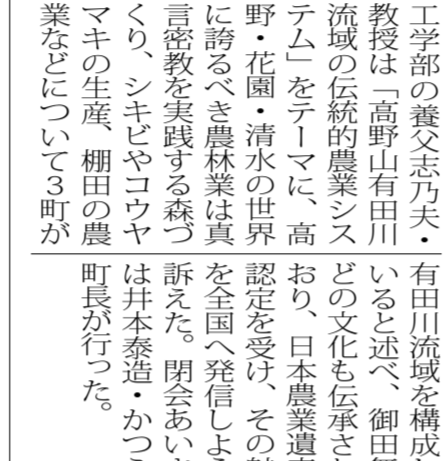 工学部の養父志乃夫・
教授は「高野山有田川
流域の伝統的農業シス
テム」をテーマに、高
野・花園・清水の世界
に誇るべき農林業は真
言密教を実践する森づ
くり、シキビやコウヤ
マキの生産、棚田の農
業などについて３町が
有田川流域を構成
いると述べ、御田
どの文化も伝承さ
おり、日本農業遺
認定を受け、その
を全国へ発信しよ
訴えた。閉会あい
は井本泰造・かつ
町長が行った。